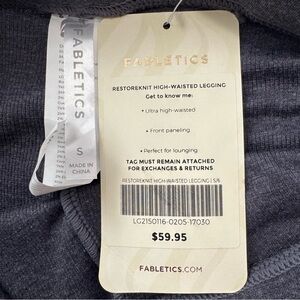 FABLETICS
RESTOREKNIT HIGH-WAISTED LEGGING
Get to know me:
• Ultra high-waisted
• Front paneling
• Perfect for lounging
TAG MUST REMAIN ATTACHED
FOR EXCHANGES & RETURNS
RESTOREKNIT HIGH-WAISTED LEGGING | S/6
LG2150116-0205-17030
$59.95
FABLETICS.COM
FABLETICS
S
MADE IN
CHINA